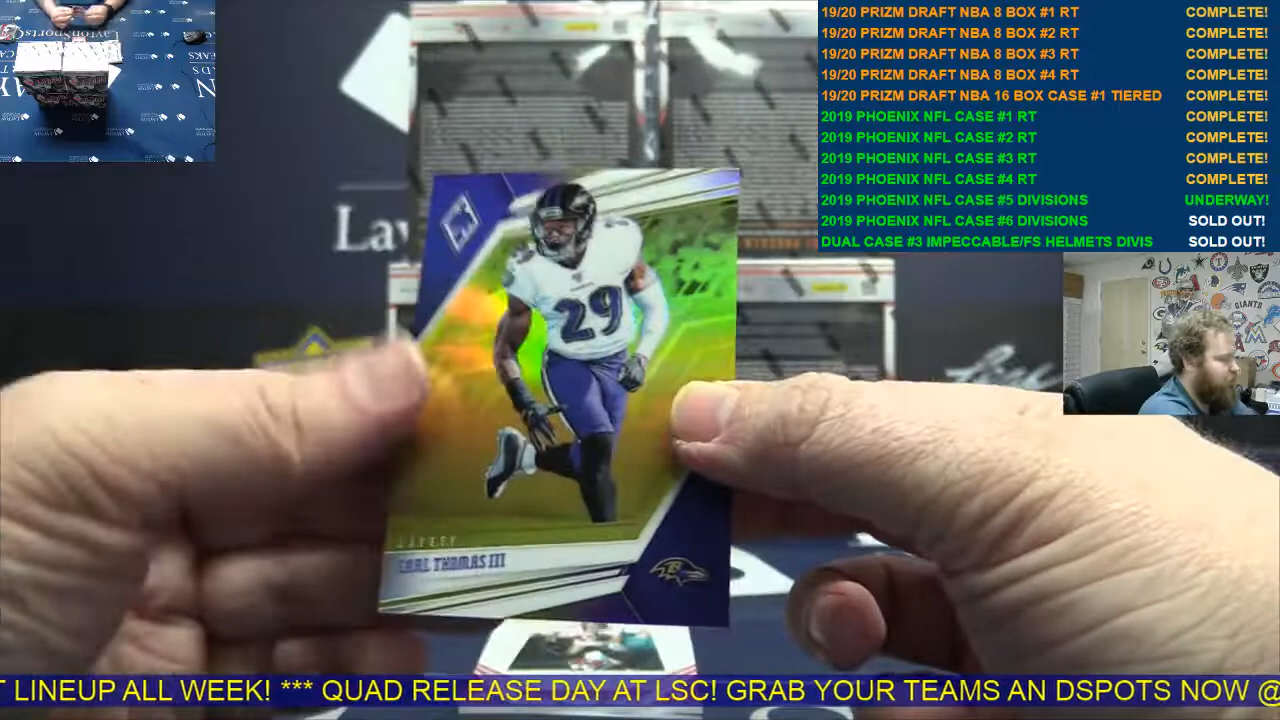 19/20 PRIZM DRAFT NBA 8 BOX #1 RT COMPLETE!
19/20 PRIZM DRAFT NBA 8 BOX #2 RT COMPLETE!
19/20 PRIZM DRAFT NBA 8 BOX #3 RT COMPLETE!
19/20 PRIZM DRAFT NBA 8 BOX #4 RT COMPLETE!
19/20 PRIZM DRAFT NBA 16 BOX CASE #1 TIERED COMPLETE!
2019 PHOENIX NFL CASE #1 RT COMPLETE!
2019 PHOENIX NFL CASE #2 RT COMPLETE!
2019 PHOENIX NFL CASE #3 RT COMPLETE!
2019 PHOENIX NFL CASE #4 RT COMPLETE!
2019 PHOENIX NFL CASE #5 DIVISIONS UNDERWAY!
2019 PHOENIX NFL CASE #6 DIVISIONS SOLD OUT!
DUAL CASE #3 IMPECCABLE/FS HELMETS DIVIS SOLD OUT!
GIANTS
Lay
29
EARL THOMAS III
T LINEUP ALL WEEK! *** QUAD RELEASE DAY AT LSC! GRAB YOUR TEAMS AN DSPOTS NOW @